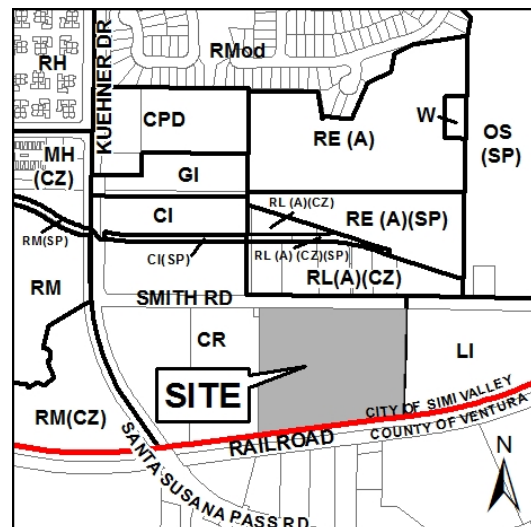 RH
KUEHNER DR
RMod
CPD
RE (A)
W
OS
(SP)
MH
(CZ)
GI
CI
RL(A)(CZ)
RE (A)(SP)
RM(SP)
CI(SP)
RL(A)(CZ)(SP)
RL(A)(CZ)
RM
SMITH RD
CR
LI
SITE
RM(CZ)
CITY OF SIMI VALLEY
COUNTY OF VENTURA
RAILROAD
SANTA SUSANA PASS RD.
N